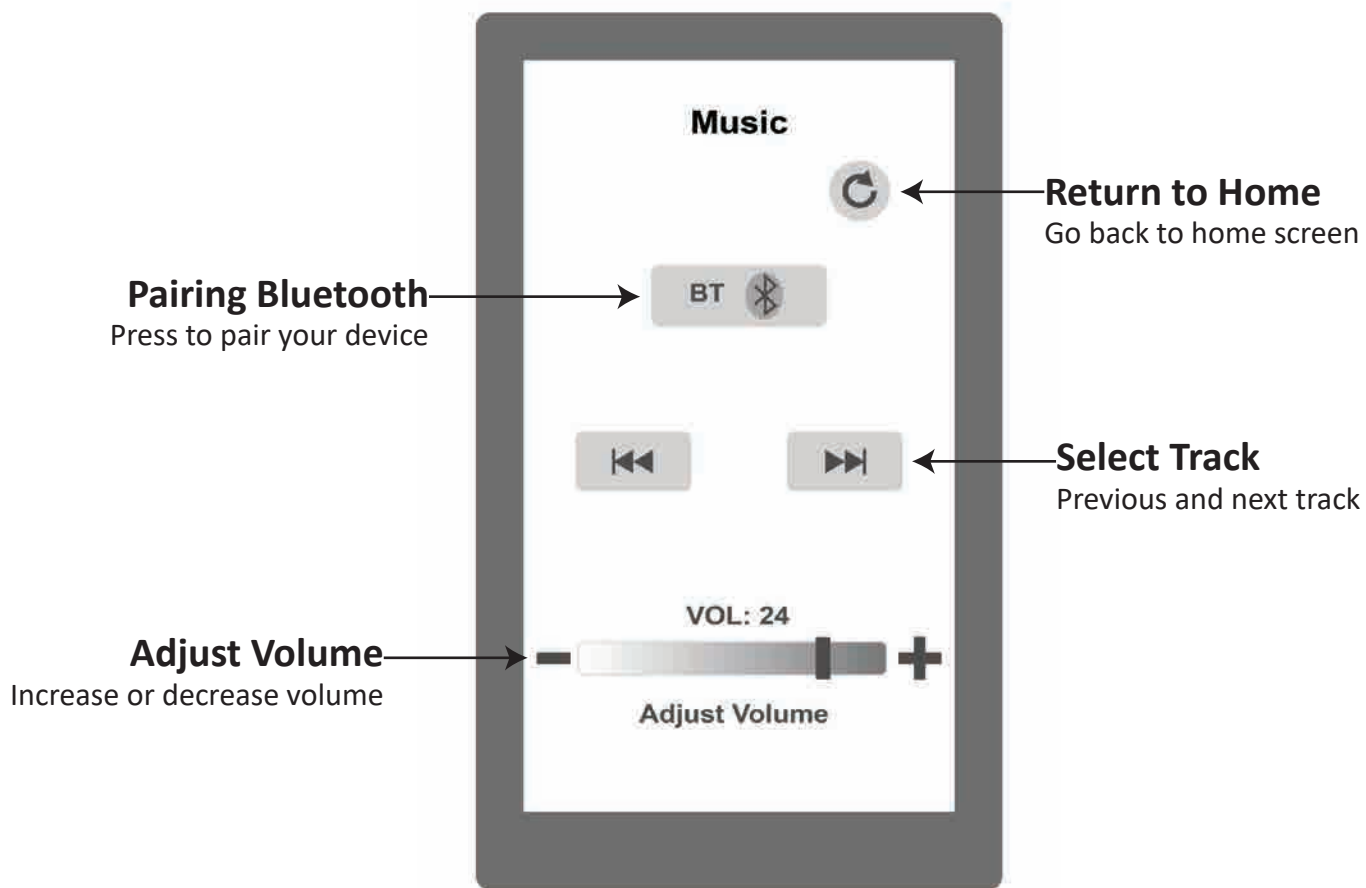 Music
Return to Home
Go back to home screen
Pairing Bluetooth
Press to pair your device
BT
Select Track
Previous and next track
VOL: 24
Adjust Volume
Increase or decrease volume
Adjust Volume